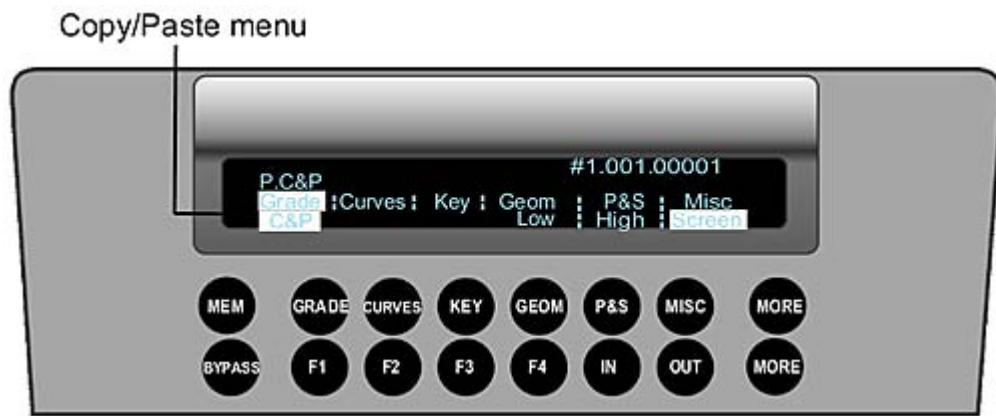 Copy/Paste menu
#1.001.00001
P.C&P
Grade Curves Key Geom P&S Misc
C&P Low High Screen
MEM GRADE CURVES KEY GEOM P&S MISC MORE
BYPASS F1 F2 F3 F4 IN OUT MORE